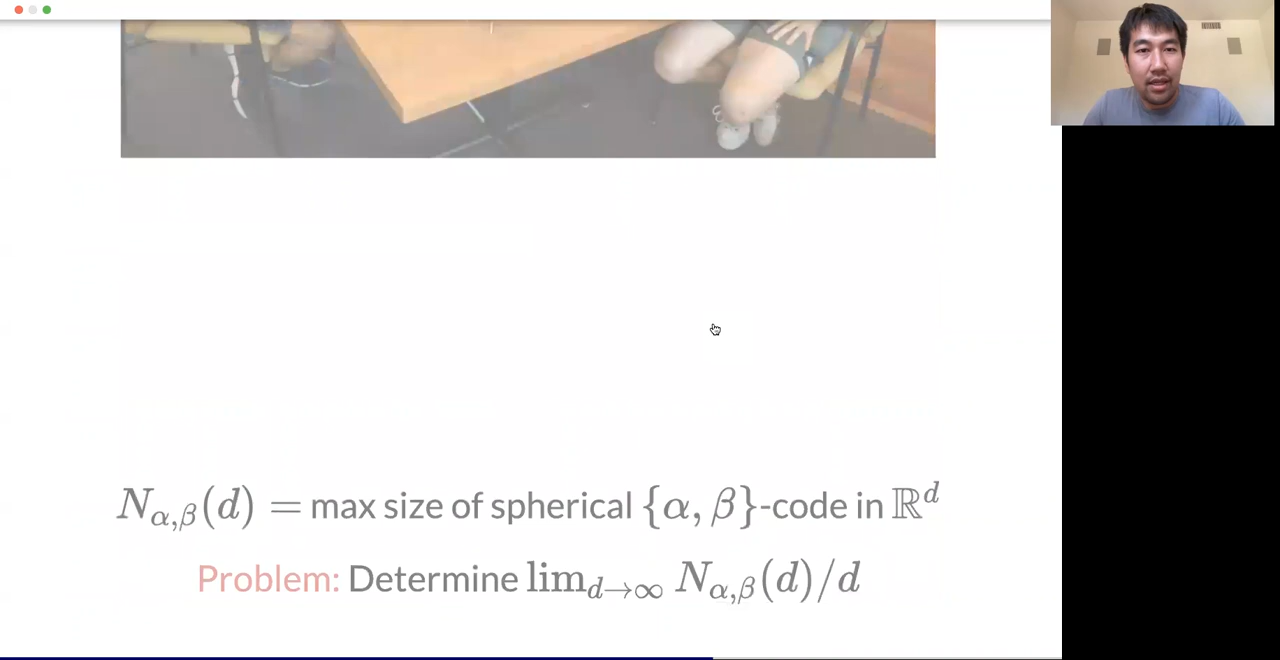 N_{α,β}(d) = max size of spherical {α, β}-code in ℝ^d
Problem: Determine lim_{d→∞} N_{α,β}(d)/d